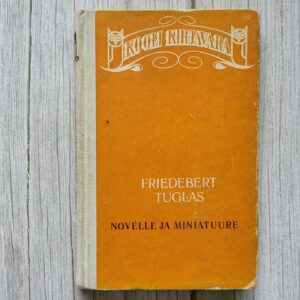 KOOLI KIRJAVARA
FRIEDEBERT
TUGLAS
NOVELLE JA MINIATUURE